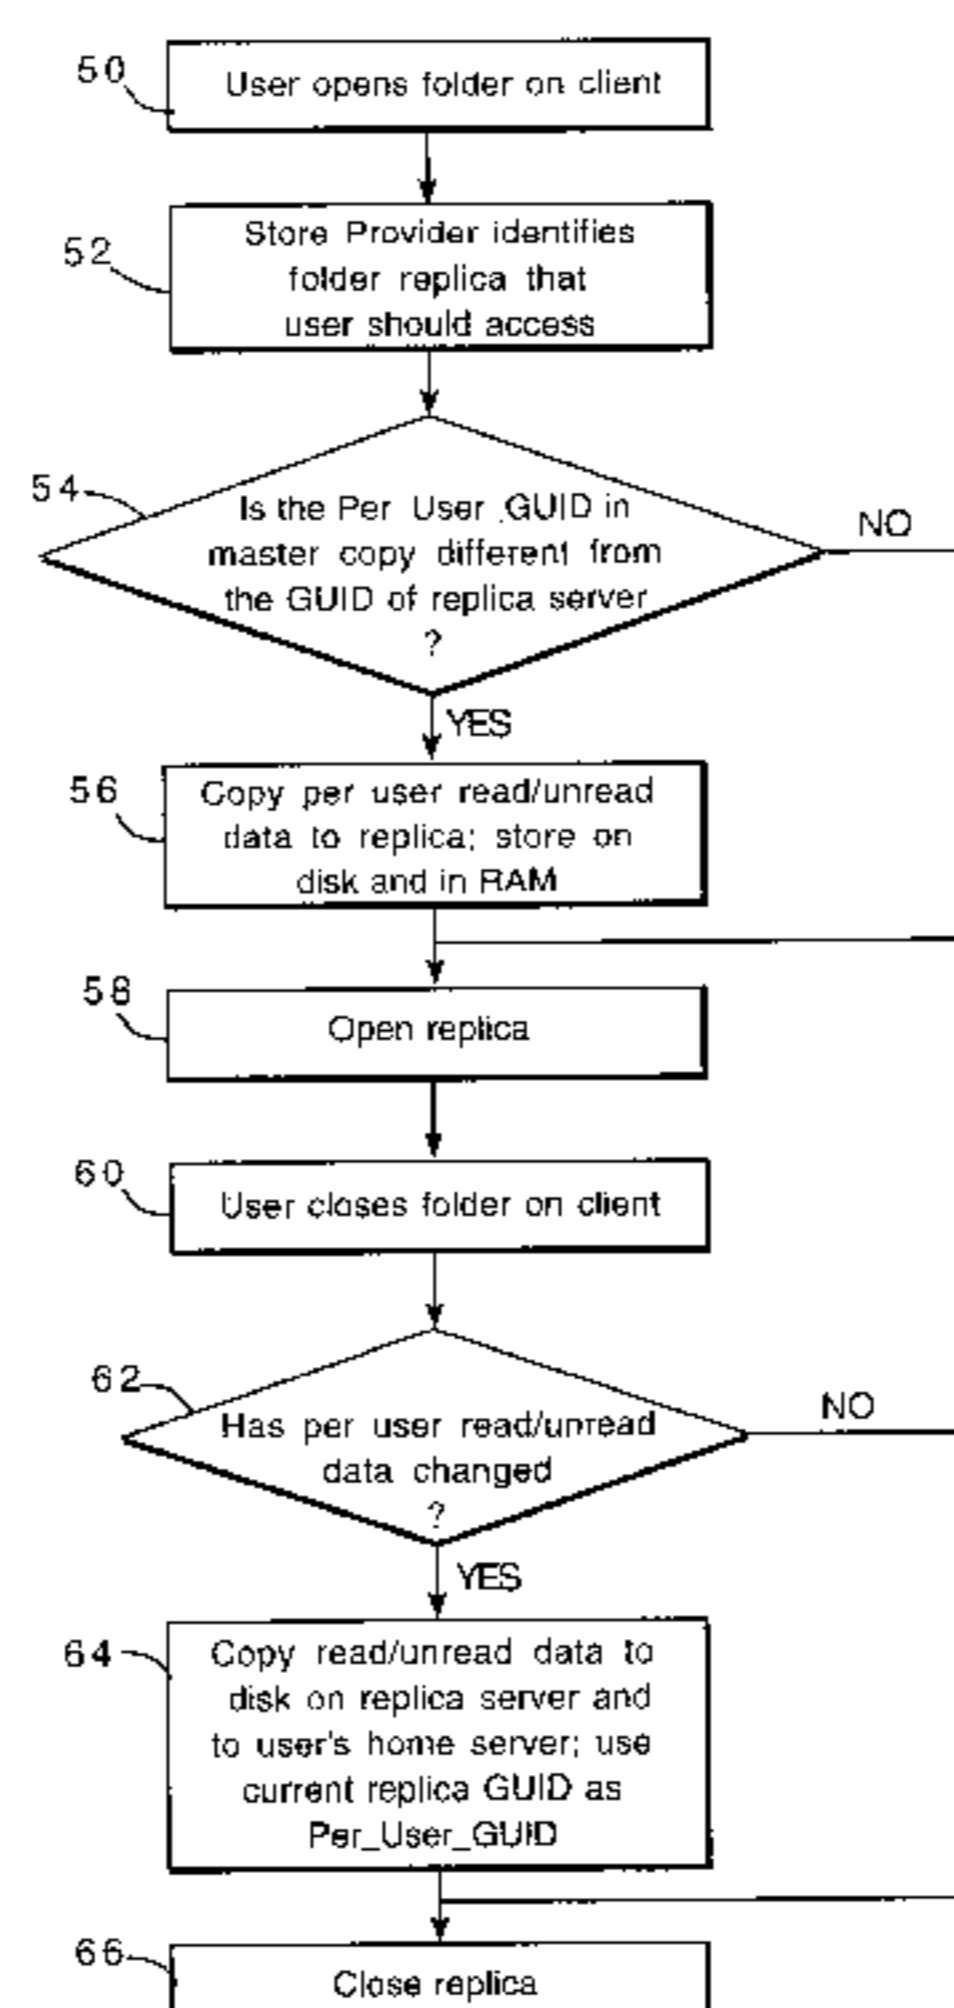 50
User opens folder on client
52
Store Provider identifies
folder replica that
user should access
54
Is the Per User GUID in
master copy different from
the GUID of replica server
?
NO
YES
56
Copy per user read/unread
data to replica; store on
disk and in RAM
58
Open replica
60
User closes folder on client
62
Has per user read/unread
data changed
?
NO
YES
64
Copy read/unread data to
disk on replica server and
to user's home server; use
current replica GUID as
Per_User_GUID
66
Close replica